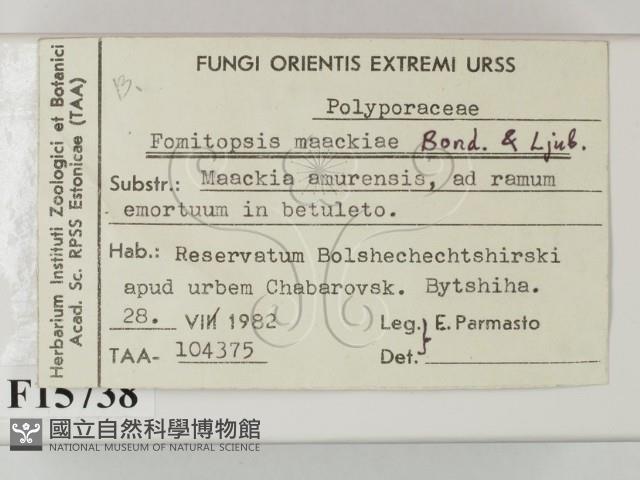 Herbarium Instituti Zoologici et Botanici
Acad. Sc. RPSS Estonicae (TAA)
B.
FUNGI ORIENTIS EXTREMI URSS
Polyporaceae
Fomitopsis maackiae Bond. & Ljub.
Substr.: Maackia amurensis, ad ramum
emortuum in betuleto.
Hab.: Reservatum Bolshechechtshirski
apud urbem Chabarovsk. Bytshiha.
28. VII 1982
Leg. } E. Parmasto
TAA- 104375
Det.
F15738
國立自然科學博物館
NATIONAL MUSEUM OF NATURAL SCIENCE